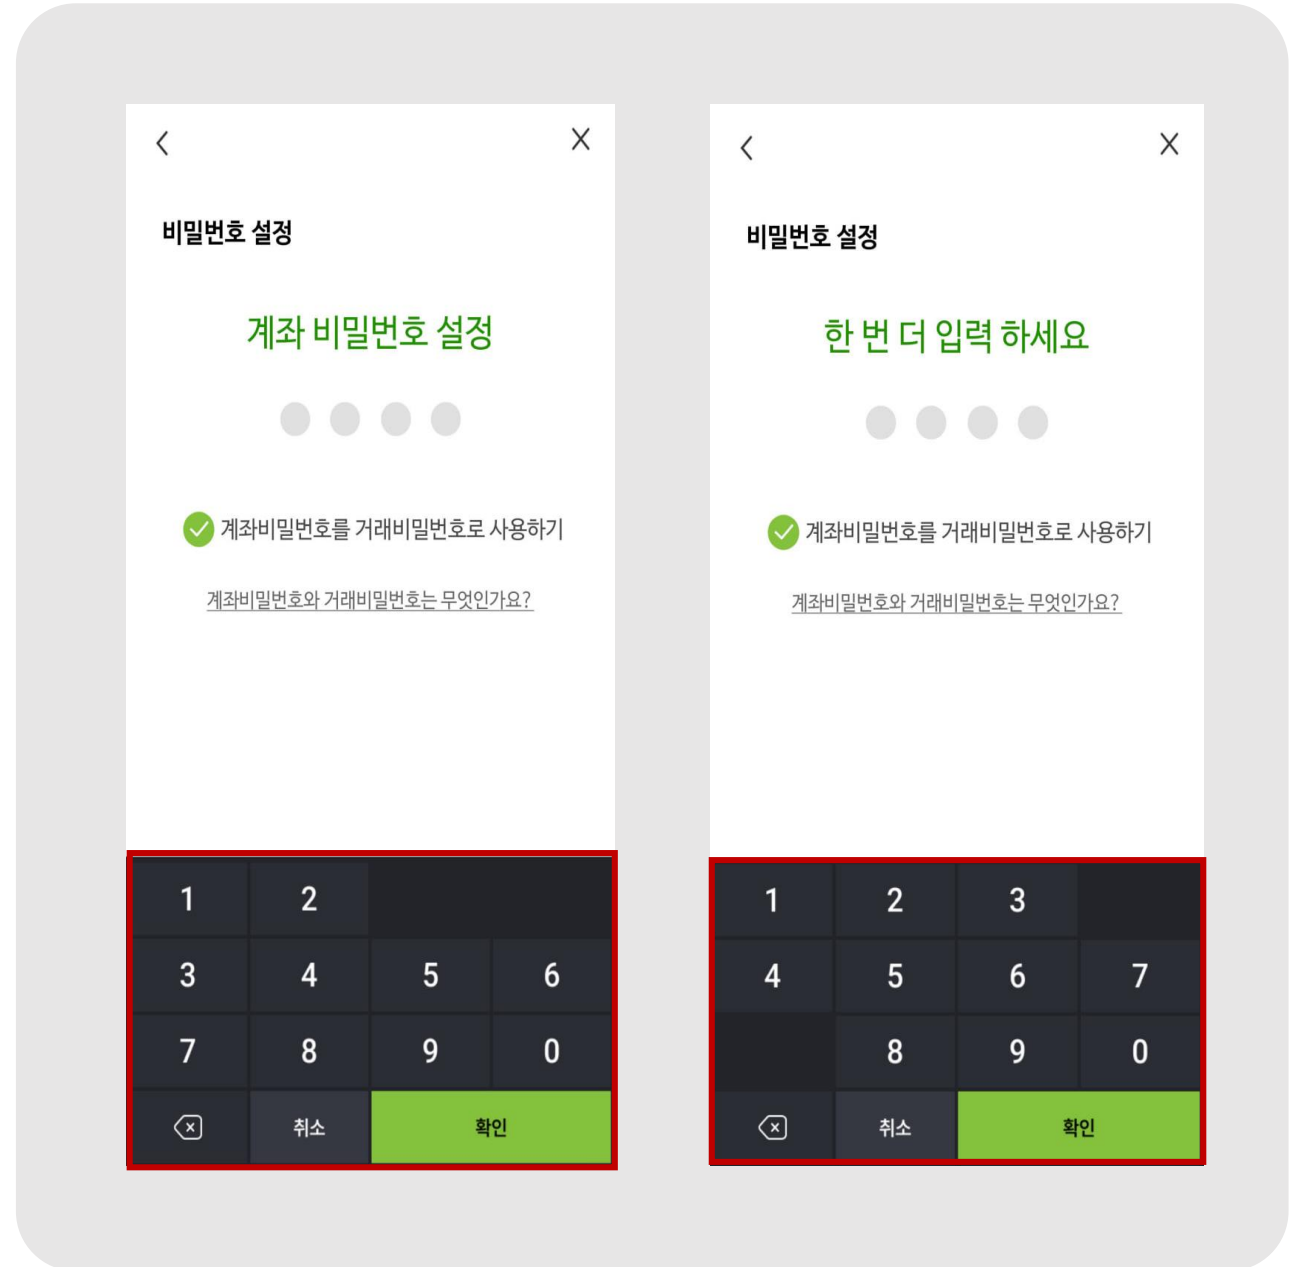 비밀번호 설정
계좌 비밀번호 설정
계좌비밀번호를 거래비밀번호로 사용하기
계좌비밀번호와 거래비밀번호는 무엇인가요?
1 2
3 4 5 6
7 8 9 0
취소 확인
비밀번호 설정
한 번 더 입력 하세요
계좌비밀번호를 거래비밀번호로 사용하기
계좌비밀번호와 거래비밀번호는 무엇인가요?
1 2 3
4 5 6 7
8 9 0
취소 확인